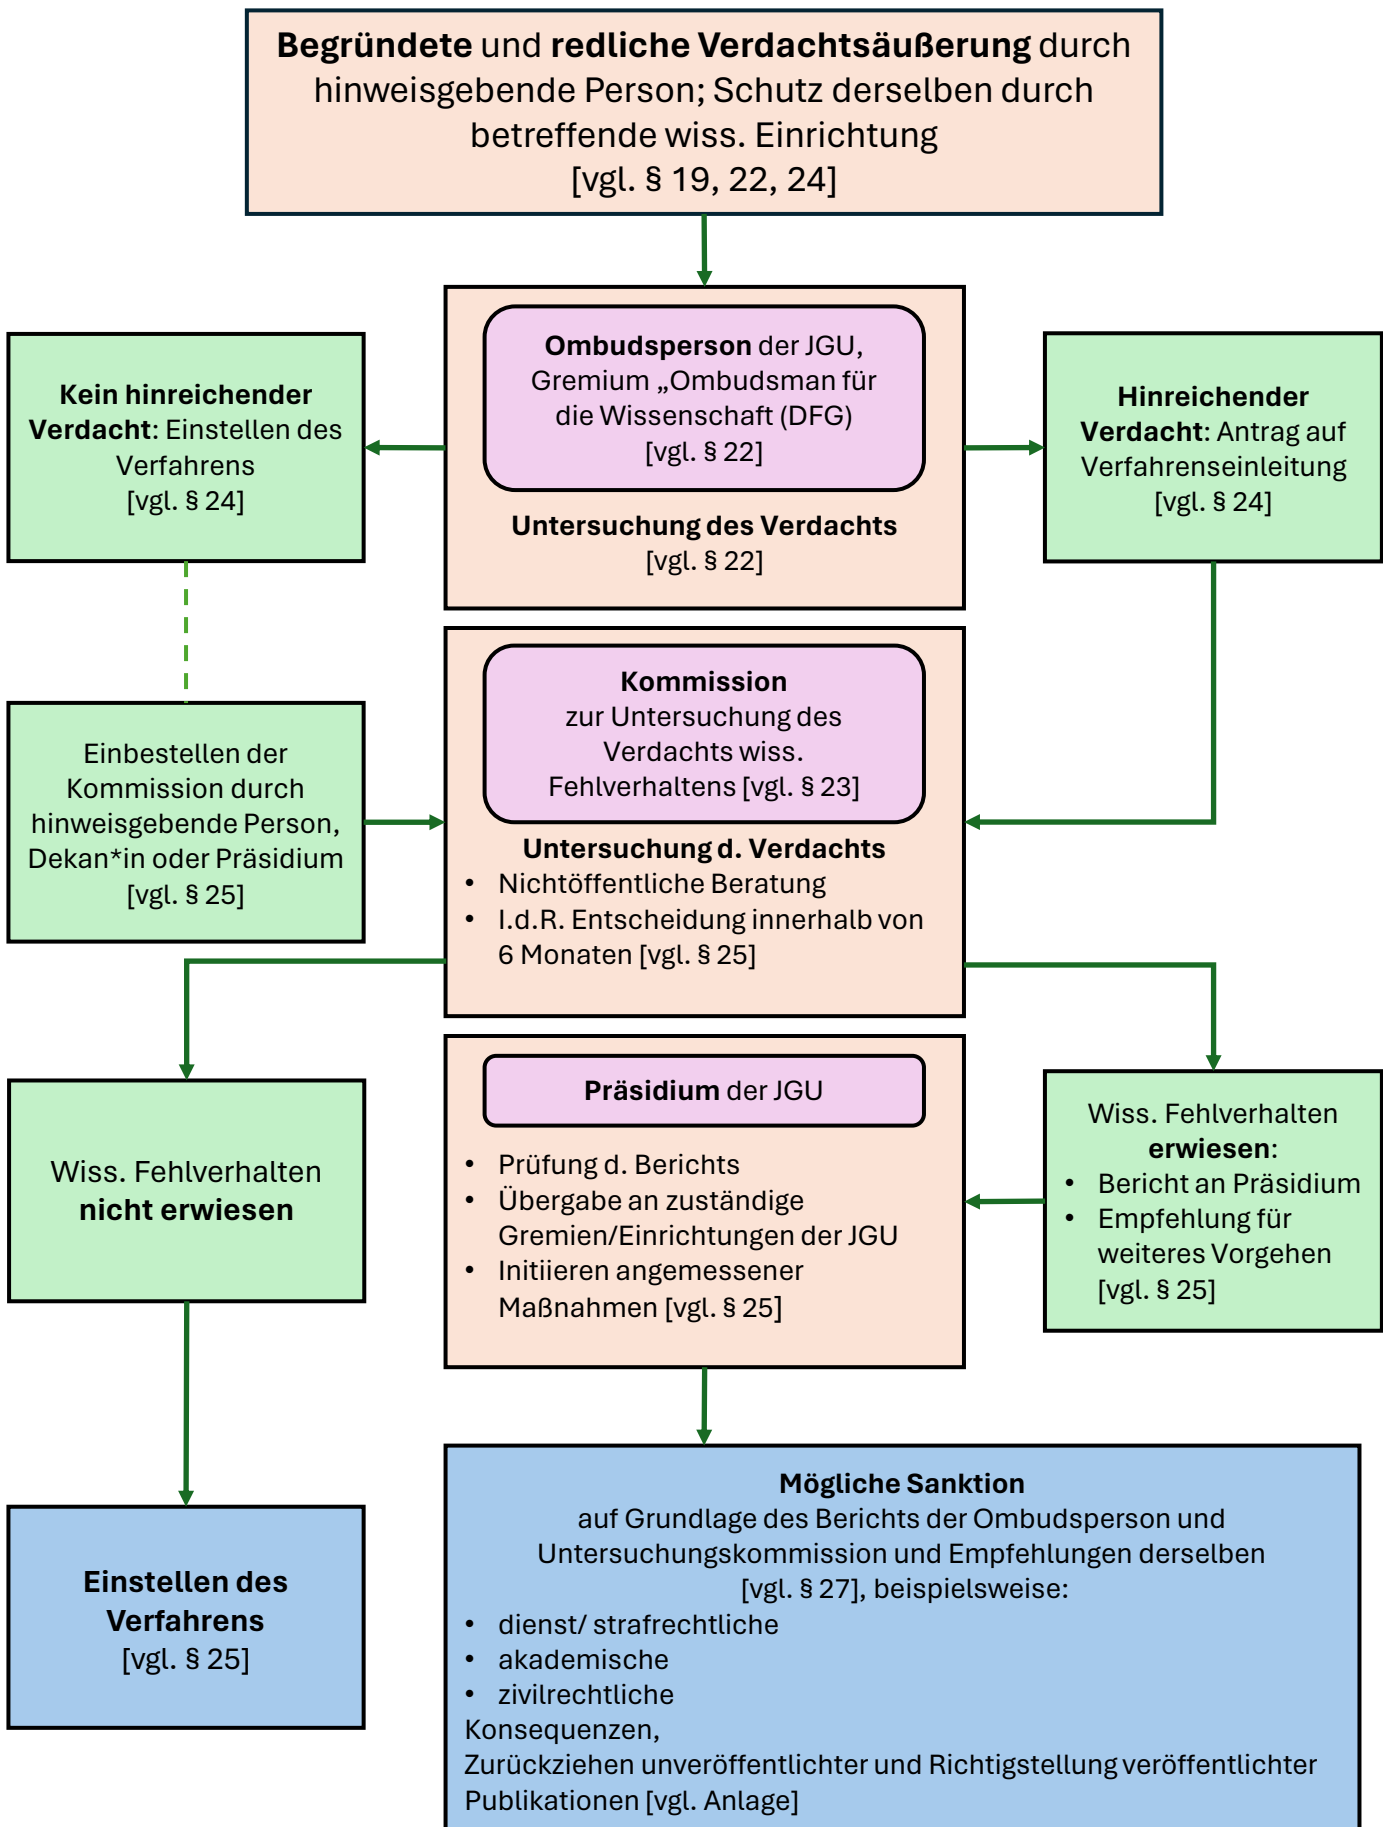 Begründete und redliche Verdachtsäußerung durch
hinweisgebende Person; Schutz derselben durch
betreffende wiss. Einrichtung
[vgl. § 19, 22, 24]
Ombudsperson der JGU,
Gremium „Ombudsman für
die Wissenschaft (DFG)
[vgl. § 22]
Untersuchung des Verdachts
[vgl. § 22]
Kein hinreichender
Verdacht: Einstellen des
Verfahrens
[vgl. § 24]
Hinreichender
Verdacht: Antrag auf
Verfahrenseinleitung
[vgl. § 24]
Einbestellen der
Kommission durch
hinweisgebende Person,
Dekan*in oder Präsidium
[vgl. § 25]
Kommission
zur Untersuchung des
Verdachts wiss.
Fehlverhaltens [vgl. § 23]
Untersuchung d. Verdachts
• Nichtöffentliche Beratung
• I.d.R. Entscheidung innerhalb von
6 Monaten [vgl. § 25]
Wiss. Fehlverhalten
nicht erwiesen
Präsidium der JGU
• Prüfung d. Berichts
• Übergabe an zuständige
Gremien/Einrichtungen der JGU
• Initiieren angemessener
Maßnahmen [vgl. § 25]
Wiss. Fehlverhalten
erwiesen:
• Bericht an Präsidium
• Empfehlung für
weiteres Vorgehen
[vgl. § 25]
Einstellen des
Verfahrens
[vgl. § 25]
Mögliche Sanktion
auf Grundlage des Berichts der Ombudsperson und
Untersuchungskommission und Empfehlungen derselben
[vgl. § 27], beispielsweise:
• dienst/ strafrechtliche
• akademische
• zivilrechtliche
Konsequenzen,
Zurückziehen unveröffentlichter und Richtigstellung veröffentlichter
Publikationen [vgl. Anlage]